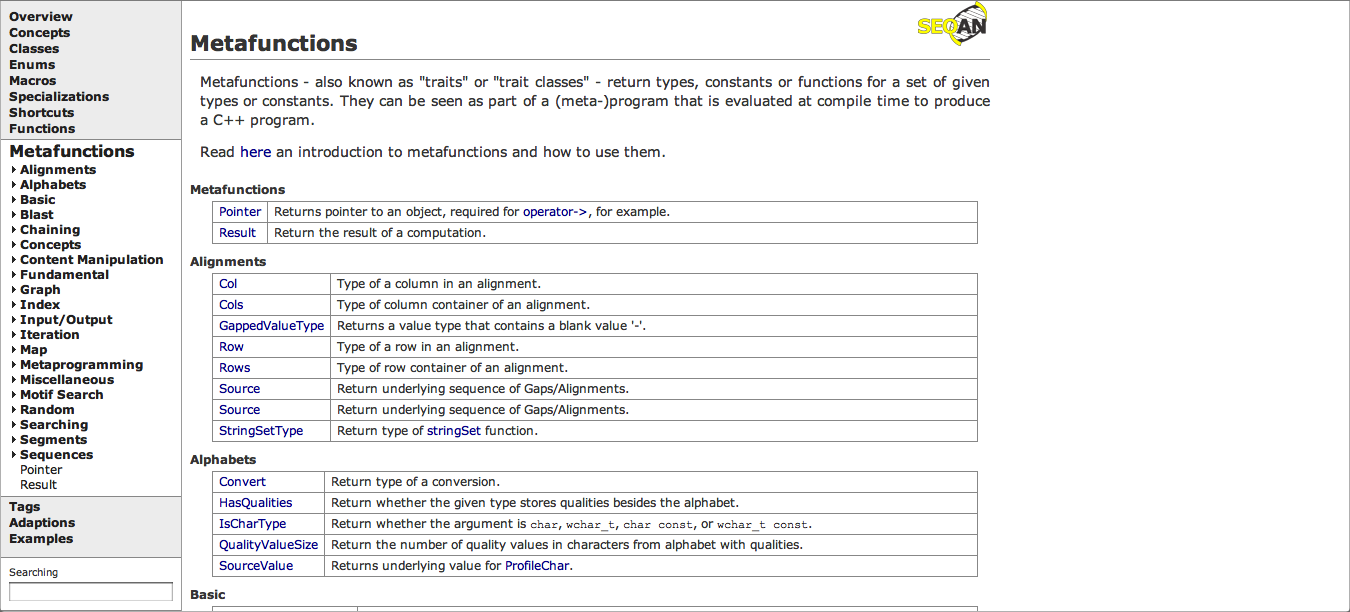 Overview
Concepts
Classes
Enums
Macros
Specializations
Shortcuts
Functions
Metafunctions
Alignments
Alphabets
Basic
Blast
Chaining
Concepts
Content Manipulation
Fundamental
Graph
Index
Input/Output
Iteration
Map
Metaprogramming
Miscellaneous
Motif Search
Random
Searching
Segments
Sequences
Pointer
Result
Tags
Adaptions
Examples
Searching
SEQAN
Metafunctions
Metafunctions - also known as "traits" or "trait classes" - return types, constants or functions for a set of given
types or constants. They can be seen as part of a (meta-)program that is evaluated at compile time to produce
a C++ program.
Read here an introduction to metafunctions and how to use them.
Metafunctions
Pointer Returns pointer to an object, required for operator->, for example.
Result Return the result of a computation.
Alignments
Col Type of a column in an alignment.
Cols Type of column container of an alignment.
GappedValueType Returns a value type that contains a blank value '-'.
Row Type of a row in an alignment.
Rows Type of row container of an alignment.
Source Return underlying sequence of Gaps/Alignments.
Source Return underlying sequence of Gaps/Alignments.
StringSetType Return type of stringSet function.
Alphabets
Convert Return type of a conversion.
HasQualities Return whether the given type stores qualities besides the alphabet.
IsCharType Return whether the argument is char, wchar_t, char const, or wchar_t const.
QualityValueSize Return the number of quality values in characters from alphabet with qualities.
SourceValue Returns underlying value for ProfileChar.
Basic